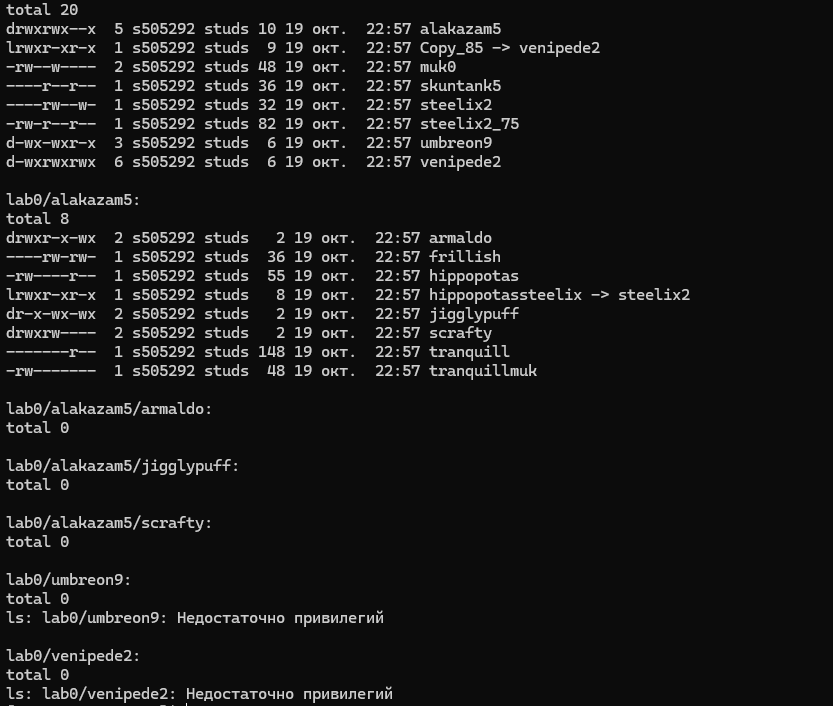 total 20
drwxrwx--x  5 s505292 studs 10 19 окт.  22:57 alakazam5
lrwxr-xr-x  1 s505292 studs  9 19 окт.  22:57 Copy_85 -> venipede2
-rw--w----  2 s505292 studs 48 19 окт.  22:57 muk0
----r--r--  1 s505292 studs 36 19 окт.  22:57 skuntank5
----rw--w-  1 s505292 studs 32 19 окт.  22:57 steelix2
-rw-r--r--  1 s505292 studs 82 19 окт.  22:57 steelix2_75
d-wx-wxr-x  3 s505292 studs  6 19 окт.  22:57 umbreon9
d-wxrwxrwx  6 s505292 studs  6 19 окт.  22:57 venipede2

lab0/alakazam5:
total 8
drwxr-x-wx  2 s505292 studs   2 19 окт.  22:57 armaldo
----rw-rw-  1 s505292 studs  36 19 окт.  22:57 frillish
-rw----r--  1 s505292 studs  55 19 окт.  22:57 hippopotas
lrwxr-xr-x  1 s505292 studs   8 19 окт.  22:57 hippopotassteelix -> steelix2
dr-x-wx-wx  2 s505292 studs   2 19 окт.  22:57 jigglypuff
drwxrw----  2 s505292 studs   2 19 окт.  22:57 scrafty
-------r--  1 s505292 studs 148 19 окт.  22:57 tranquill
-rw-------  1 s505292 studs  48 19 окт.  22:57 tranquillmuk

lab0/alakazam5/armaldo:
total 0

lab0/alakazam5/jigglypuff:
total 0

lab0/alakazam5/scrafty:
total 0

lab0/umbreon9:
total 0
ls: lab0/umbreon9: Недостаточно привилегий

lab0/venipede2:
total 0
ls: lab0/venipede2: Недостаточно привилегий